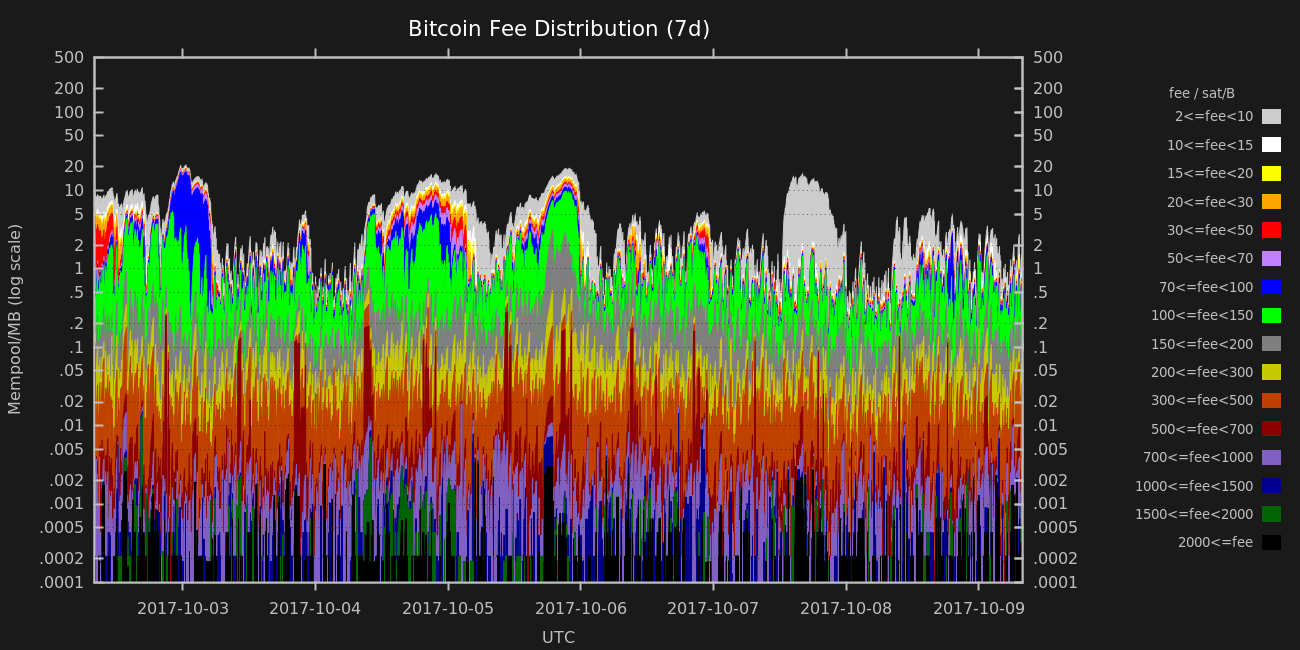 Bitcoin Fee Distribution (7d)
Mempool/MB (log scale)
500
200
100
50
20
10
5
2
1
.5
.2
.1
.05
.02
.01
.005
.002
.001
.0005
.0002
.0001
500
200
100
50
20
10
5
2
1
.5
.2
.1
.05
.02
.01
.005
.002
.001
.0005
.0002
.0001
2017-10-03 2017-10-04 2017-10-05 2017-10-06 2017-10-07 2017-10-08 2017-10-09
UTC
fee / sat/B
2<=fee<10
10<=fee<15
15<=fee<20
20<=fee<30
30<=fee<50
50<=fee<70
70<=fee<100
100<=fee<150
150<=fee<200
200<=fee<300
300<=fee<500
500<=fee<700
700<=fee<1000
1000<=fee<1500
1500<=fee<2000
2000<=fee